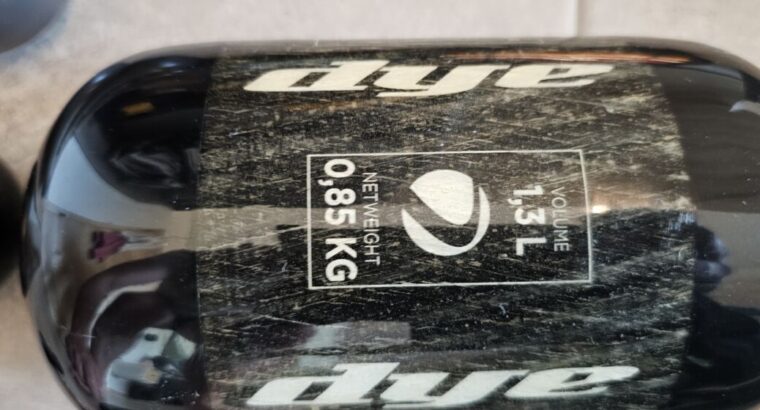 dye
VOLUME
1,3 L
NETWEIGHT
0,85 KG
dye